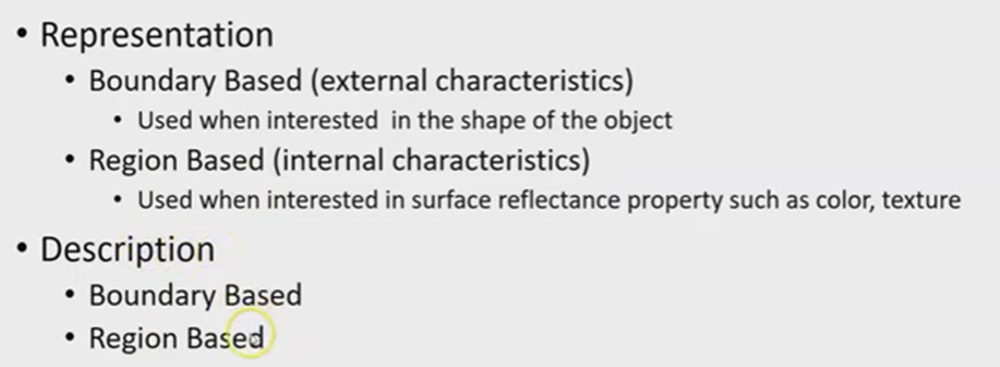 • Representation
• Boundary Based (external characteristics)
• Used when interested  in the shape of the object
• Region Based (internal characteristics)
• Used when interested in surface reflectance property such as color, texture
• Description
• Boundary Based
• Region Based